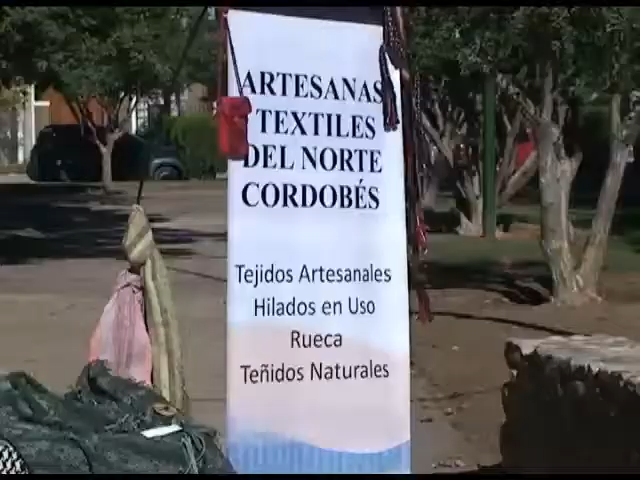 ARTESANAS
TEXTILES
DEL NORTE
CORDOBÉS
Tejidos Artesanales
Hilados en Uso
Rueca
Teñidos Naturales